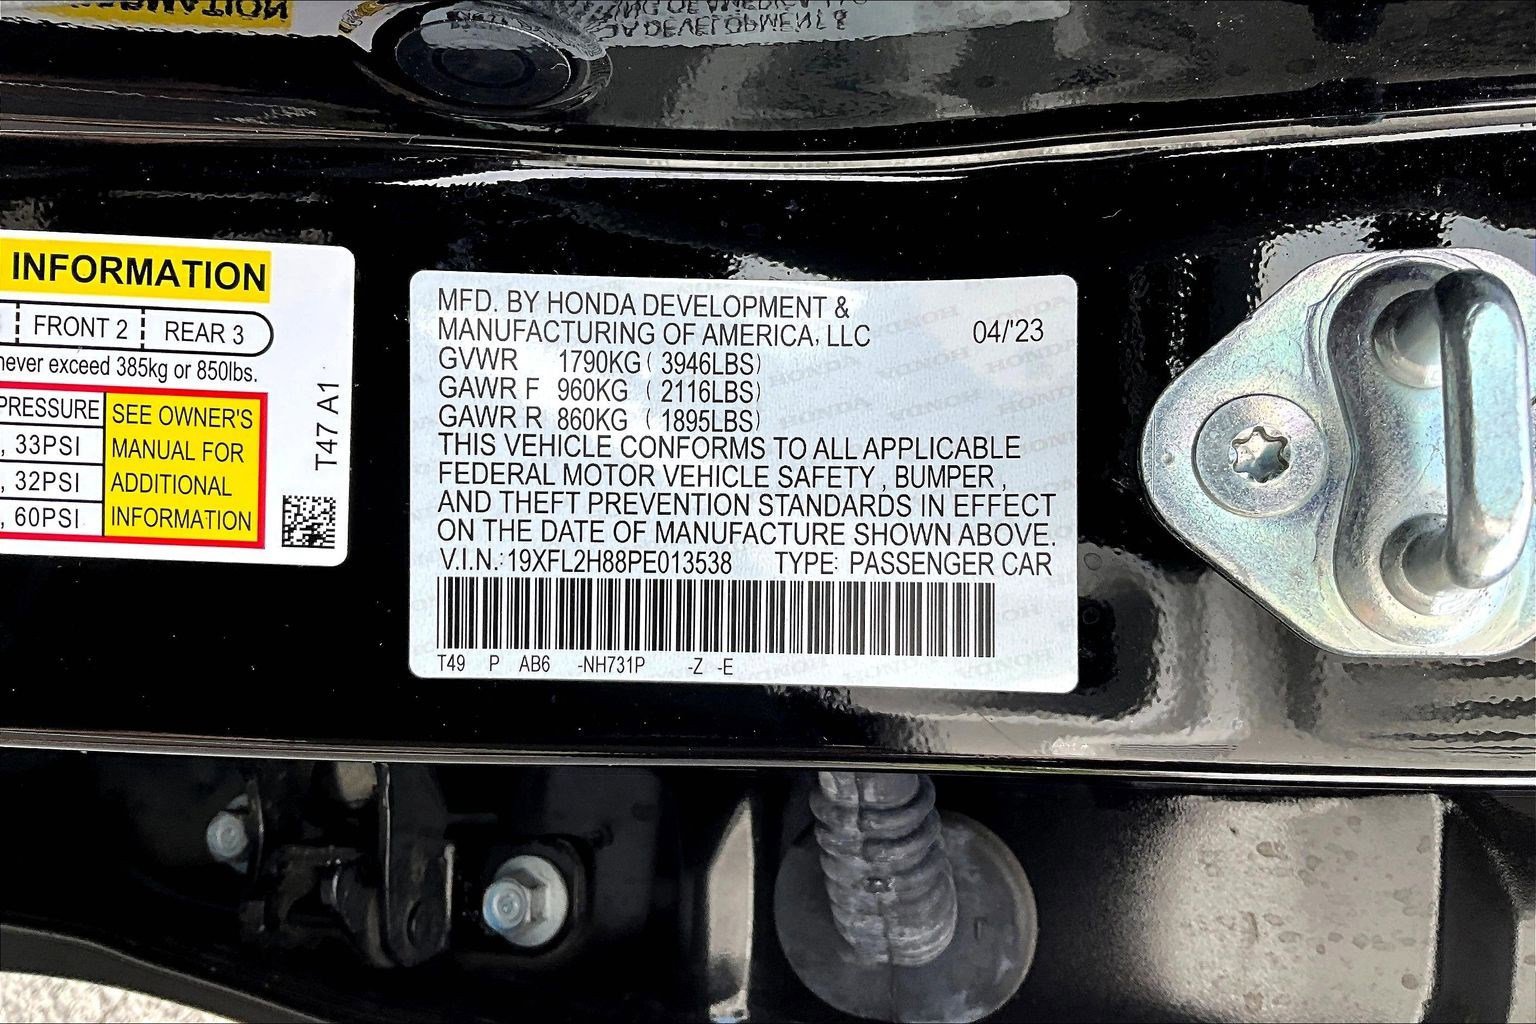 INFORMATION
FRONT 2 REAR 3
never exceed 385kg or 850lbs.
PRESSURE
, 33PSI
, 32PSI
, 60PSI
SEE OWNER'S
MANUAL FOR
ADDITIONAL
INFORMATION
T47 A1
MFD. BY HONDA DEVELOPMENT &
MANUFACTURING OF AMERICA, LLC 04/'23
GVWR 1790KG ( 3946LBS)
GAWR F 960KG ( 2116LBS)
GAWR R 860KG ( 1895LBS)
THIS VEHICLE CONFORMS TO ALL APPLICABLE
FEDERAL MOTOR VEHICLE SAFETY , BUMPER ,
AND THEFT PREVENTION STANDARDS IN EFFECT
ON THE DATE OF MANUFACTURE SHOWN ABOVE.
V.I.N.: 19XFL2H88PE013538 TYPE: PASSENGER CAR
T49 P AB6 -NH731P -Z -E